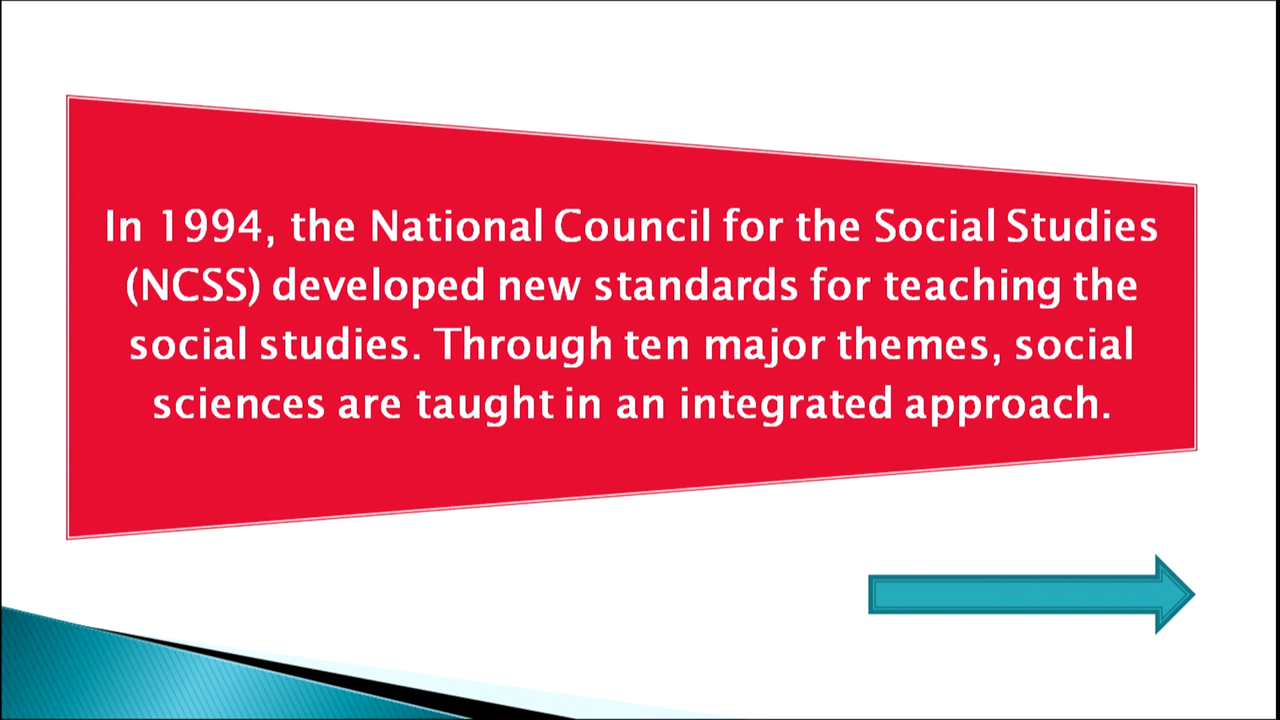 In 1994, the National Council for the Social Studies
(NCSS) developed new standards for teaching the
social studies. Through ten major themes, social
sciences are taught in an integrated approach.